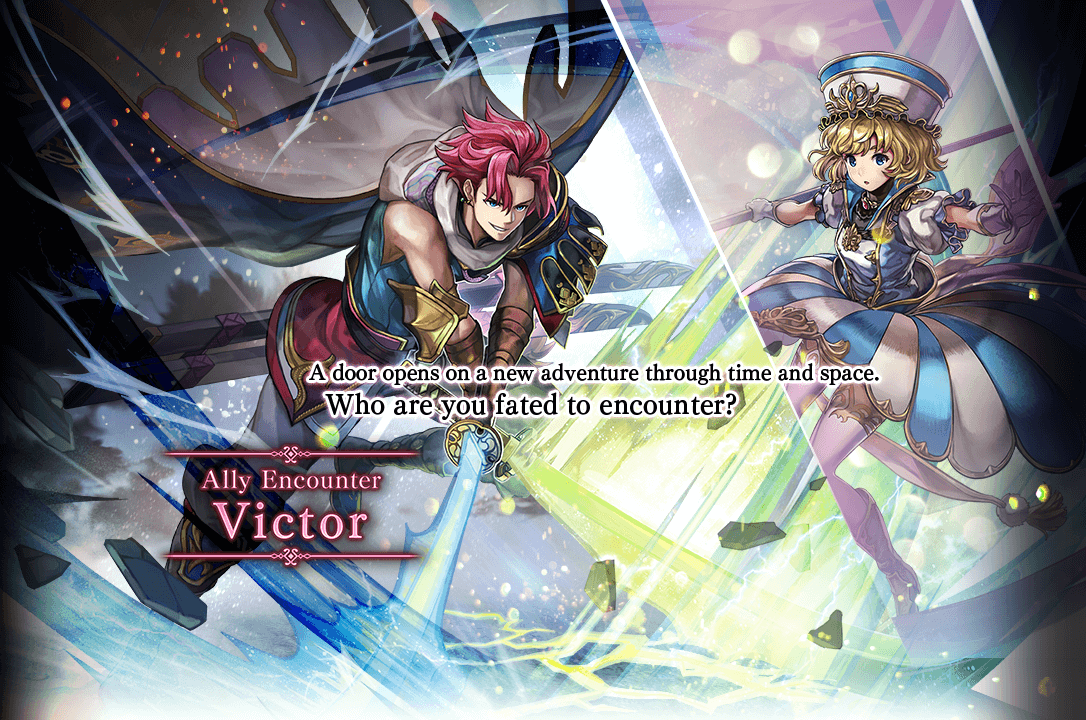 A door opens on a new adventure through time and space.
Who are you fated to encounter?
Ally Encounter
Victor